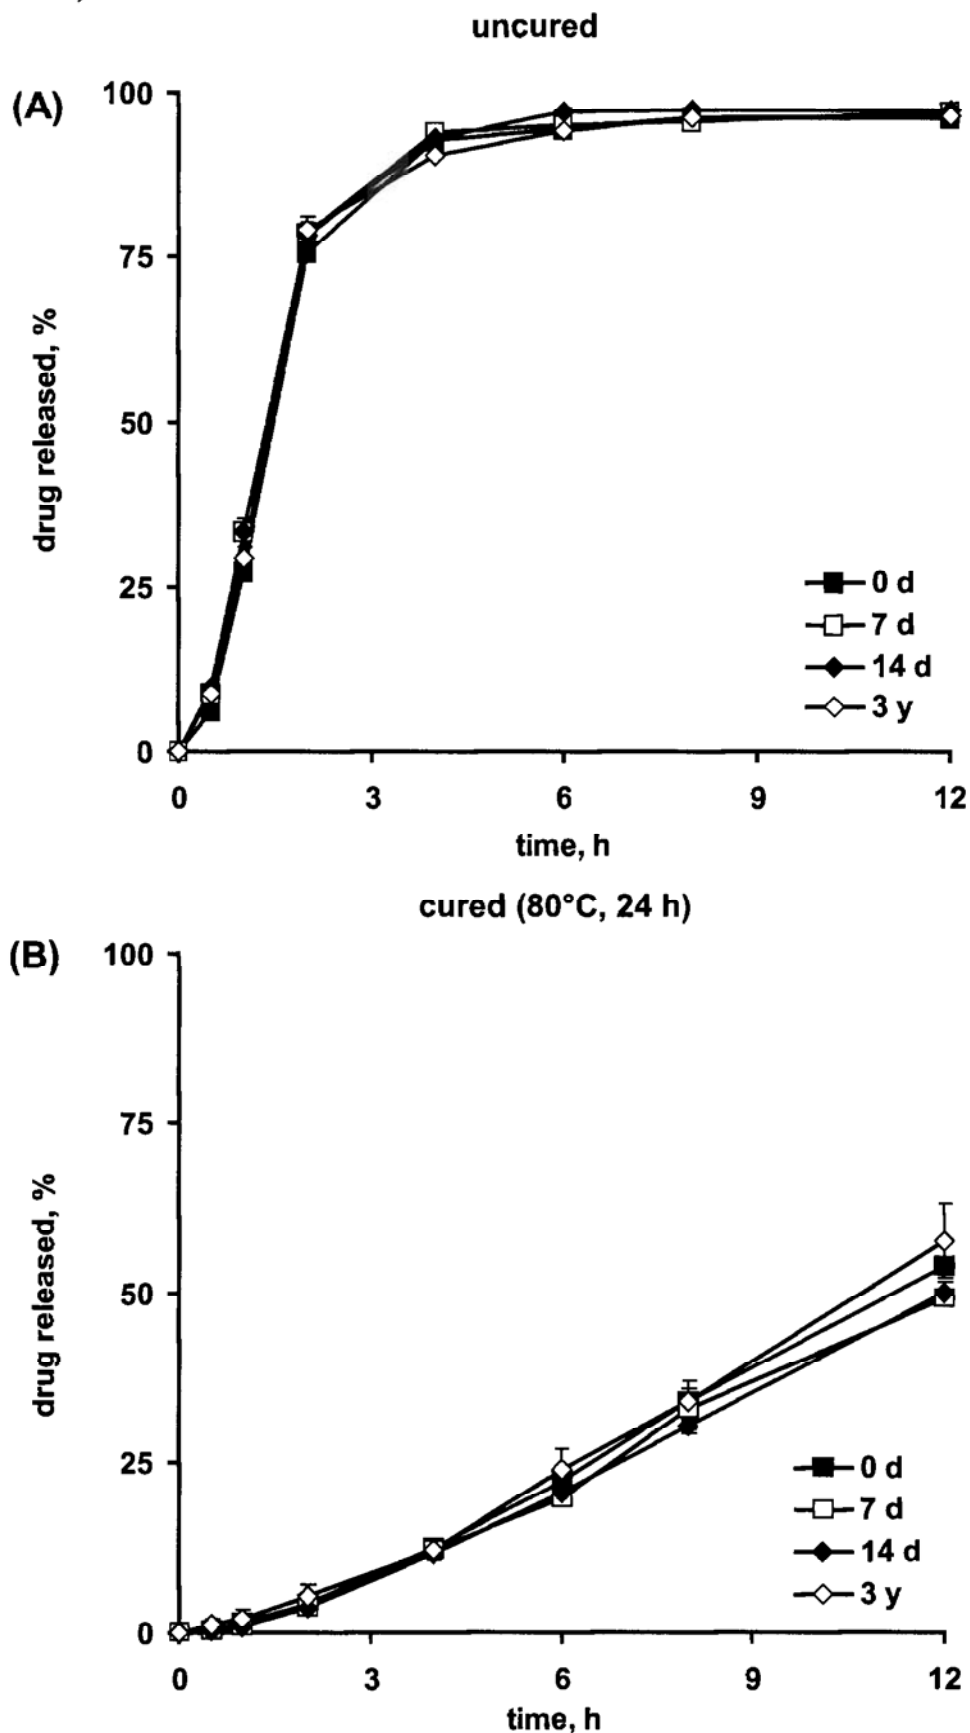 uncured
(A)
100
75
50
25
0
drug released, %
0 d
7 d
14 d
3 y
0 3 6 9 12
time, h
cured (80°C, 24 h)
(B)
100
75
50
25
0
drug released, %
0 d
7 d
14 d
3 y
0 3 6 9 12
time, h